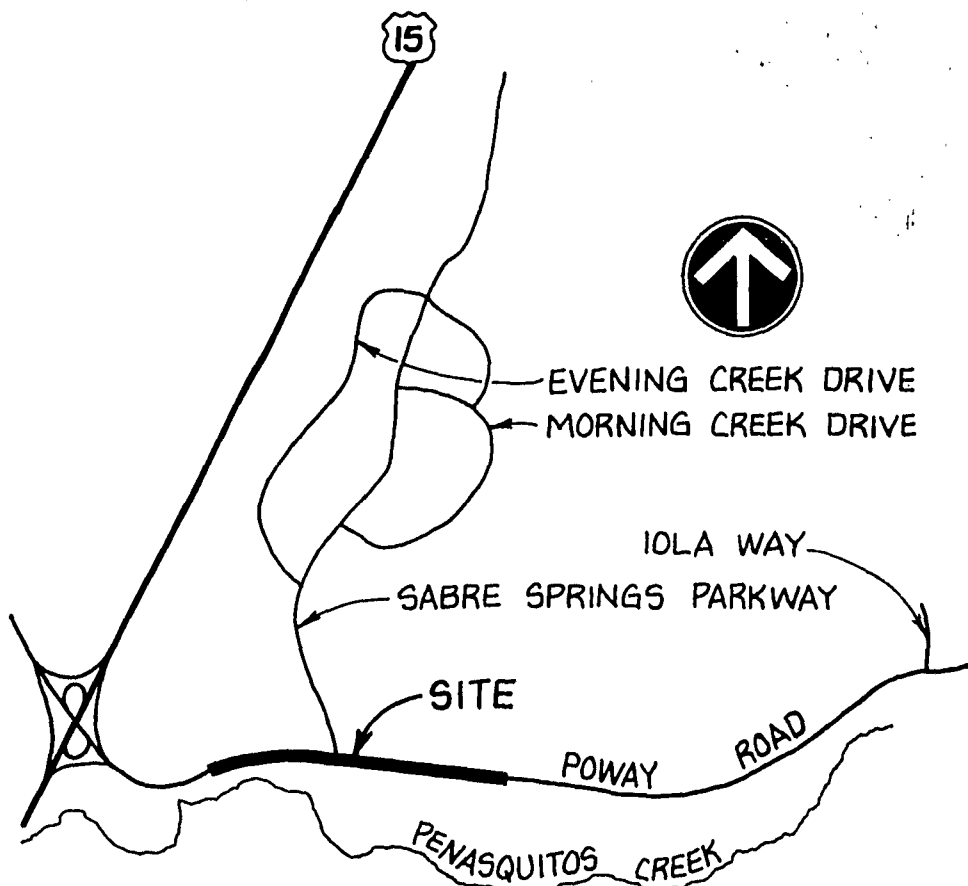 15
EVENING CREEK DRIVE
MORNING CREEK DRIVE
IOLA WAY
SABRE SPRINGS PARKWAY
SITE
POWAY ROAD
PENASQUITOS CREEK